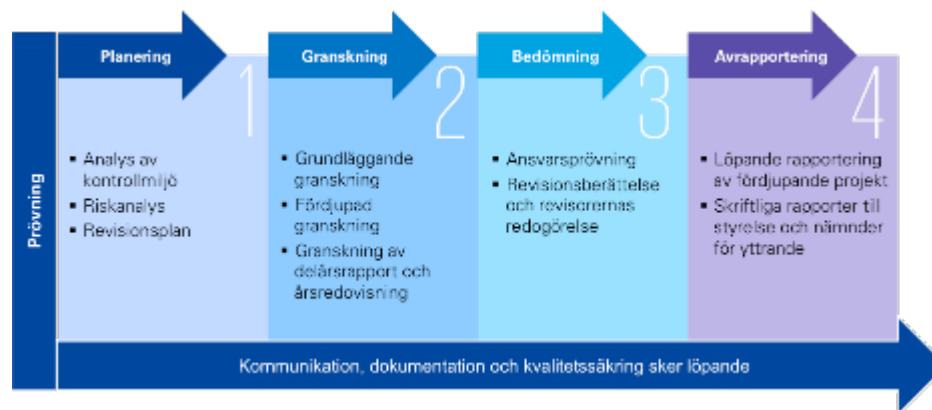 Prövning
Planering
1
Analys av
kontrollmiljö
Riskanalys
Revisionsplan
Granskning
2
Grundläggande
granskning
Fördjupad
granskning
Granskning av
delårsrapport och
årsredovisning
Bedömning
3
Ansvarsprövning
Revisionsberättelse
och revisorernas
redogörelse
Avrapportering
4
Löpande rapportering
av fördjupande projekt
Skriftliga rapporter till
styrelse och nämnder
för yttrande
Kommunikation, dokumentation och kvalitetssäkring sker löpande